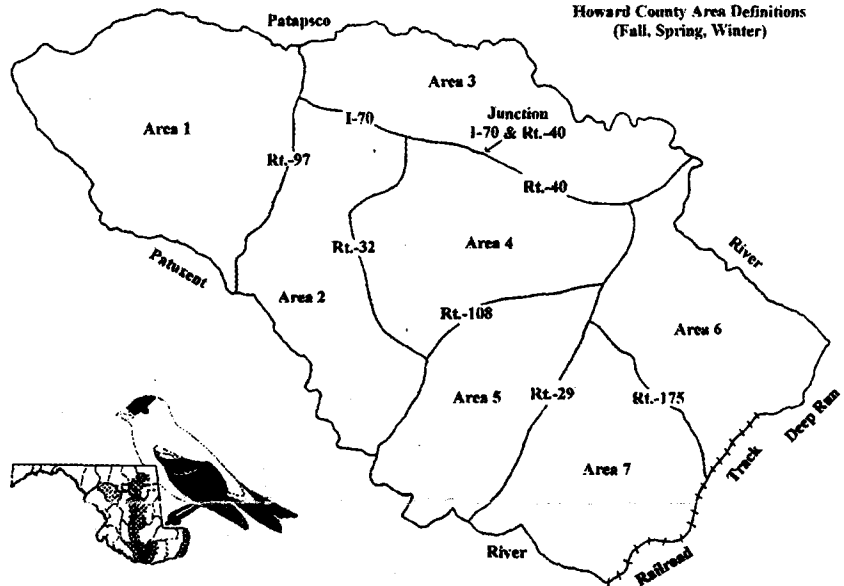 Howard County Area Definitions
(Fall, Spring, Winter)
Patapsco
Area 3
Junction
I-70 & Rt.-40
I-70
Area 1
Rt.-97
Rt.-40
Area 4
Rt.-32
River
Patuxent
Area 2
Rt.-108
Area 6
Area 5
Rt.-29
Rt.-175
Deep Run
Track
Area 7
River
Railroad